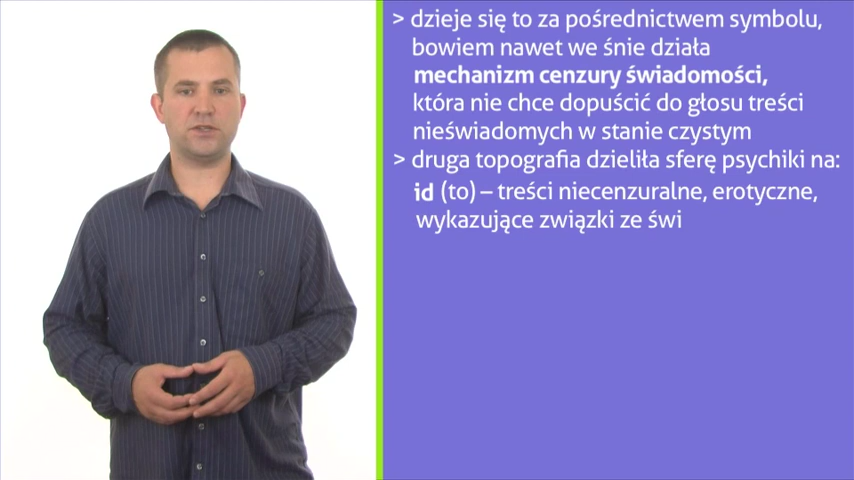 > dzieje się to za pośrednictwem symbolu,
bowiem nawet we śnie działa
mechanizm cenzury świadomości,
która nie chce dopuścić do głosu treści
nieświadomych w stanie czystym
> druga topografia dzieliła sferę psychiki na:
id (to) – treści niecenzuralne, erotyczne,
wykazujące związki ze świ